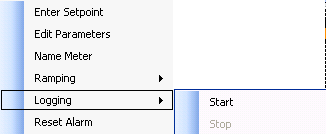 Enter Setpoint
Edit Parameters
Name Meter
Ramping
Logging
Start
Reset Alarm
Stop